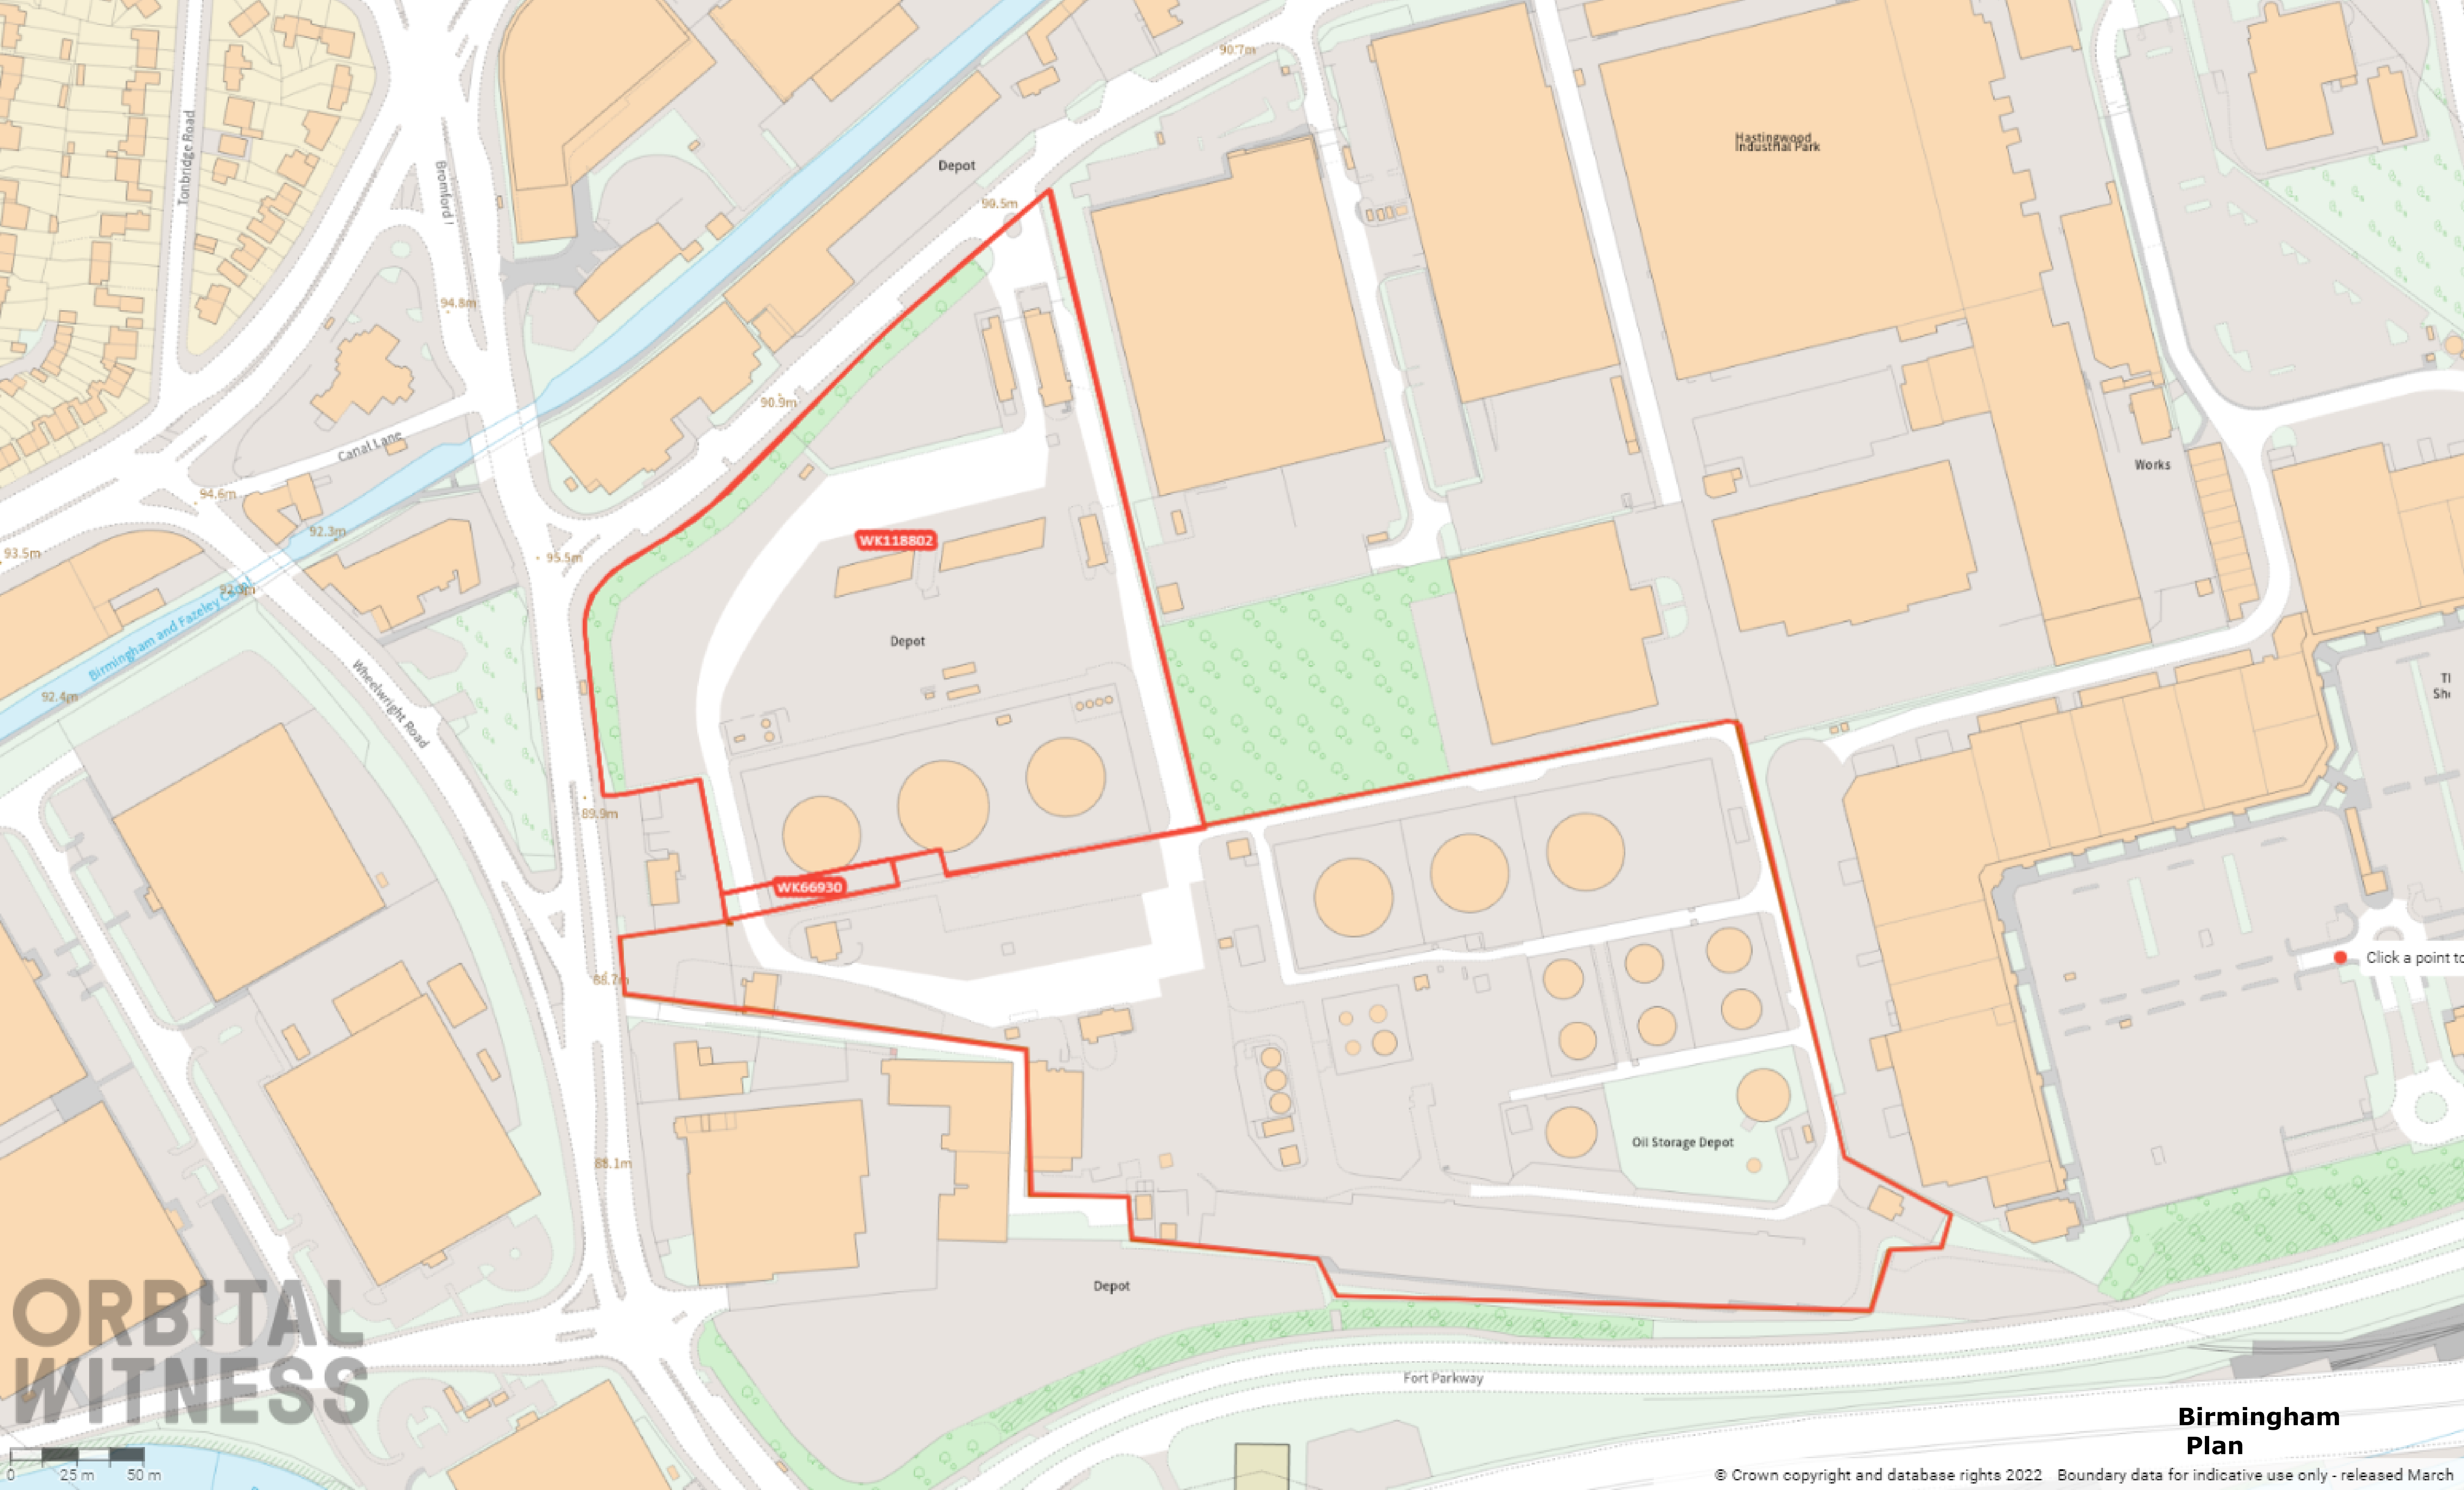 90.7m
Tonbridge Road
Hastingwood
Industrial Park
Depot
Bromford
90.5m
94.8m
90.9m
Canal Lane
Works
94.6m
92.3m
93.5m
95.5m
WK118802
Birmingham and Fazeley Canal
Depot
Wheelwright Road
92.4m
89.9m
WK66930
Click a point to
88.7m
Oil Storage Depot
88.1m
Depot
ORBITAL
WITNESS
Fort Parkway
Birmingham
Plan
0 25 m 50 m
© Crown copyright and database rights 2022 Boundary data for indicative use only - released March